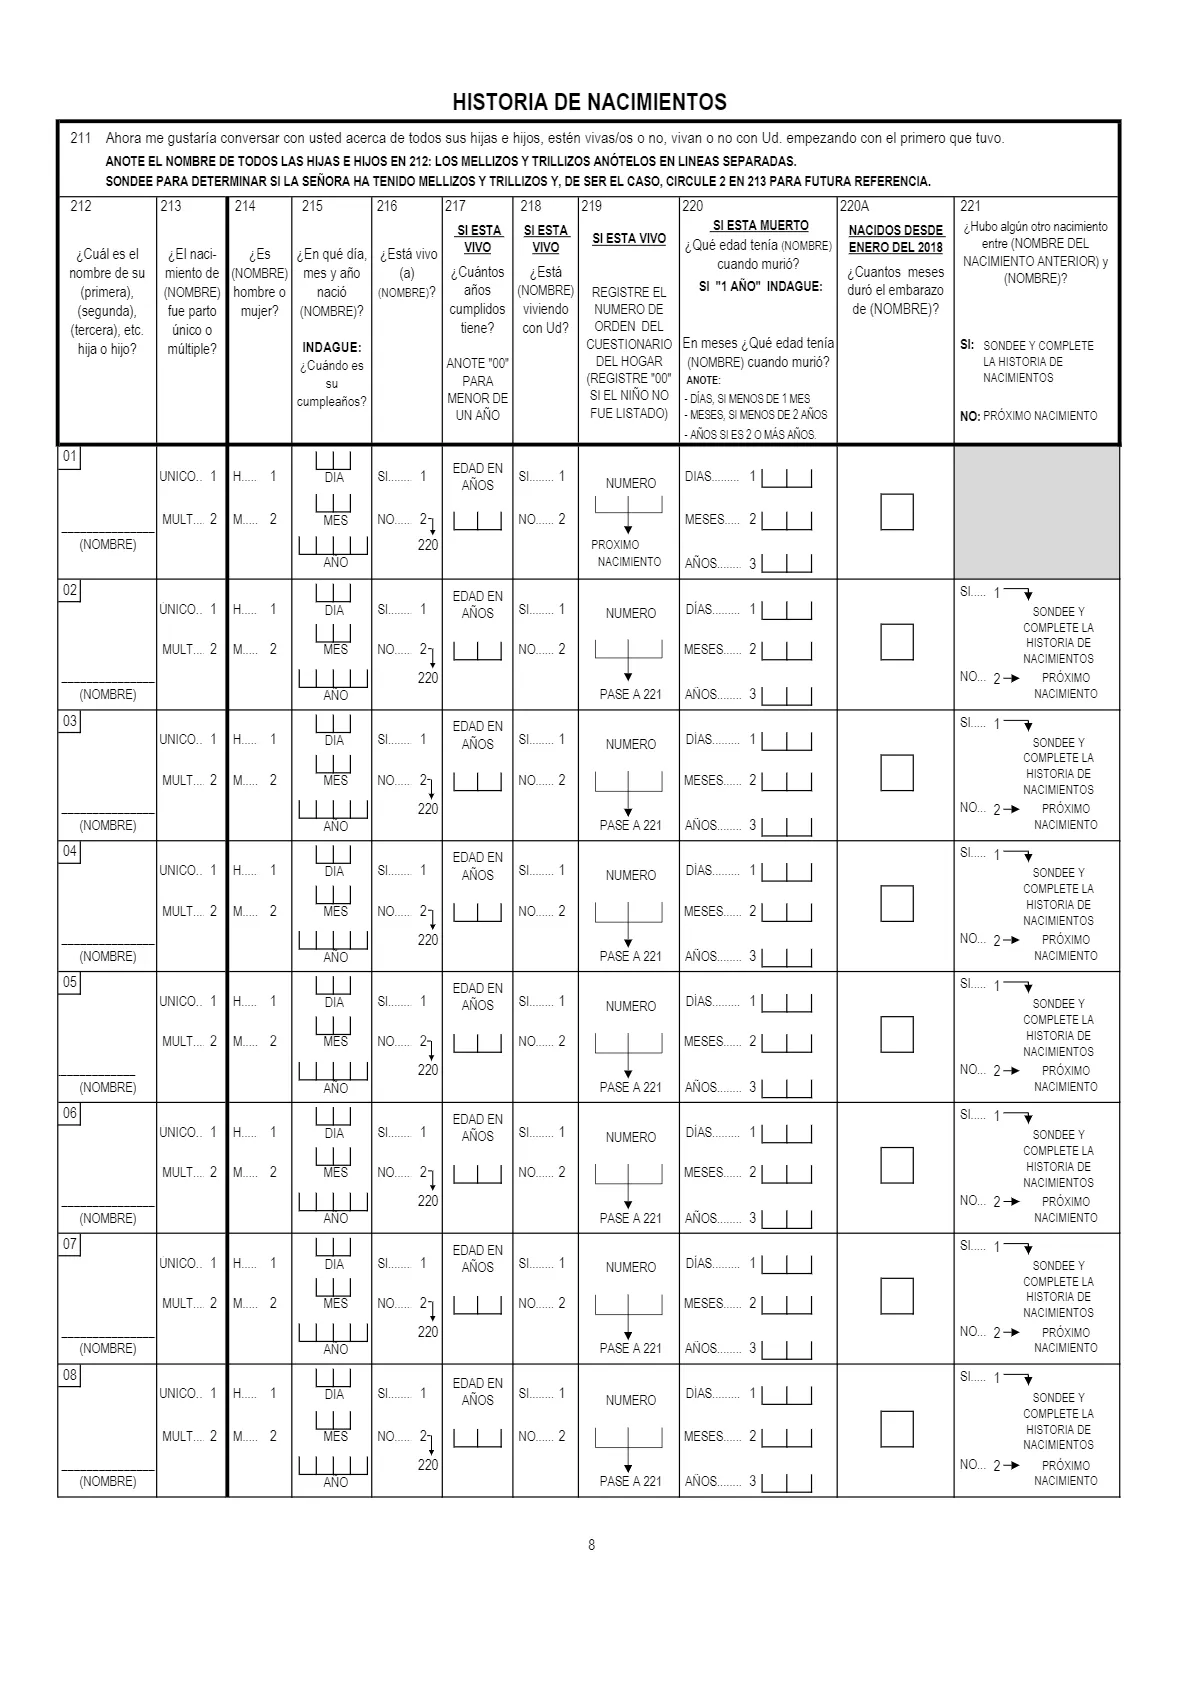 HISTORIA DE NACIMIENTOS
211 Ahora me gustaría conversar con usted acerca de todos sus hijas e hijos, estén vivas/os o no, vivan o no con Ud. empezando con el primero que tuvo.
ANOTE EL NOMBRE DE TODOS LAS HIJAS E HIJOS EN 212: LOS MELLIZOS Y TRILLIZOS ANÓTELOS EN LINEAS SEPARADAS.
SONDEE PARA DETERMINAR SI LA SEÑORA HA TENIDO MELLIZOS Y TRILLIZOS Y, DE SER EL CASO, CIRCULE 2 EN 213 PARA FUTURA REFERENCIA.
212
¿Cuál es el
nombre de su
(primera),
(segunda),
(tercera), etc.
hija o hijo?
213
¿El naci-
miento de
(NOMBRE)
fue parto
único o
múltiple?
214
¿Es
(NOMBRE)
hombre o
mujer?
215
¿En qué día,
mes y año
nació
(NOMBRE)?
INDAGUE:
¿Cuándo es
su
cumpleaños?
216
¿Está vivo
(a)
(NOMBRE)?
217
SI ESTA
VIVO
¿Cuántos
años
cumplidos
tiene?
ANOTE "00"
PARA
MENOR DE
UN AÑO
218
SI ESTA
VIVO
¿Está
(NOMBRE)
viviendo
con Ud?
219
SI ESTA VIVO
REGISTRE EL
NUMERO DE
ORDEN DEL
CUESTIONARIO
DEL HOGAR
(REGISTRE "00"
SI EL NIÑO NO
FUE LISTADO)
220
SI ESTA MUERTO
¿Qué edad tenía (NOMBRE)
cuando murió?
SI "1 AÑO" INDAGUE:
En meses ¿Qué edad tenía
(NOMBRE) cuando murió?
ANOTE:
- DÍAS, SI MENOS DE 1 MES
- MESES, SI MENOS DE 2 AÑOS
- AÑOS SI ES 2 O MÁS AÑOS.
220A
NACIDOS DESDE
ENERO DEL 2018
¿Cuantos meses
duró el embarazo
de (NOMBRE)?
221
¿Hubo algún otro nacimiento
entre (NOMBRE DEL
NACIMIENTO ANTERIOR) y
(NOMBRE)?
SI: SONDEE Y COMPLETE
LA HISTORIA DE
NACIMIENTOS
NO: PRÓXIMO NACIMIENTO
01
(NOMBRE)
UNICO.. 1
MULT.... 2
H..... 1
M..... 2
DIA
MES
AÑO
SI........ 1
NO...... 2
220
EDAD EN
AÑOS
SI........ 1
NO...... 2
NUMERO
PROXIMO
NACIMIENTO
DIAS......... 1
MESES..... 2
AÑOS........ 3
02
(NOMBRE)
UNICO.. 1
MULT.... 2
H..... 1
M..... 2
DIA
MES
AÑO
SI........ 1
NO...... 2
220
EDAD EN
AÑOS
SI........ 1
NO...... 2
NUMERO
PASE A 221
DÍAS......... 1
MESES...... 2
AÑOS........ 3
SI..... 1
SONDEE Y
COMPLETE LA
HISTORIA DE
NACIMIENTOS
NO... 2 PRÓXIMO
NACIMIENTO
03
(NOMBRE)
UNICO.. 1
MULT.... 2
H..... 1
M..... 2
DIA
MES
AÑO
SI........ 1
NO...... 2
220
EDAD EN
AÑOS
SI........ 1
NO...... 2
NUMERO
PASE A 221
DÍAS......... 1
MESES...... 2
AÑOS........ 3
SI..... 1
SONDEE Y
COMPLETE LA
HISTORIA DE
NACIMIENTOS
NO... 2 PRÓXIMO
NACIMIENTO
04
(NOMBRE)
UNICO.. 1
MULT.... 2
H..... 1
M..... 2
DIA
MES
AÑO
SI........ 1
NO...... 2
220
EDAD EN
AÑOS
SI........ 1
NO...... 2
NUMERO
PASE A 221
DÍAS......... 1
MESES...... 2
AÑOS........ 3
SI..... 1
SONDEE Y
COMPLETE LA
HISTORIA DE
NACIMIENTOS
NO... 2 PRÓXIMO
NACIMIENTO
05
(NOMBRE)
UNICO.. 1
MULT.... 2
H..... 1
M..... 2
DIA
MES
AÑO
SI........ 1
NO...... 2
220
EDAD EN
AÑOS
SI........ 1
NO...... 2
NUMERO
PASE A 221
DÍAS......... 1
MESES...... 2
AÑOS........ 3
SI..... 1
SONDEE Y
COMPLETE LA
HISTORIA DE
NACIMIENTOS
NO... 2 PRÓXIMO
NACIMIENTO
06
(NOMBRE)
UNICO.. 1
MULT.... 2
H..... 1
M..... 2
DIA
MES
AÑO
SI........ 1
NO...... 2
220
EDAD EN
AÑOS
SI........ 1
NO...... 2
NUMERO
PASE A 221
DÍAS......... 1
MESES...... 2
AÑOS........ 3
SI..... 1
SONDEE Y
COMPLETE LA
HISTORIA DE
NACIMIENTOS
NO... 2 PRÓXIMO
NACIMIENTO
07
(NOMBRE)
UNICO.. 1
MULT.... 2
H..... 1
M..... 2
DIA
MES
AÑO
SI........ 1
NO...... 2
220
EDAD EN
AÑOS
SI........ 1
NO...... 2
NUMERO
PASE A 221
DÍAS......... 1
MESES...... 2
AÑOS........ 3
SI..... 1
SONDEE Y
COMPLETE LA
HISTORIA DE
NACIMIENTOS
NO... 2 PRÓXIMO
NACIMIENTO
08
(NOMBRE)
UNICO.. 1
MULT.... 2
H..... 1
M..... 2
DIA
MES
AÑO
SI........ 1
NO...... 2
220
EDAD EN
AÑOS
SI........ 1
NO...... 2
NUMERO
PASE A 221
DÍAS......... 1
MESES...... 2
AÑOS........ 3
SI..... 1
SONDEE Y
COMPLETE LA
HISTORIA DE
NACIMIENTOS
NO... 2 PRÓXIMO
NACIMIENTO
8